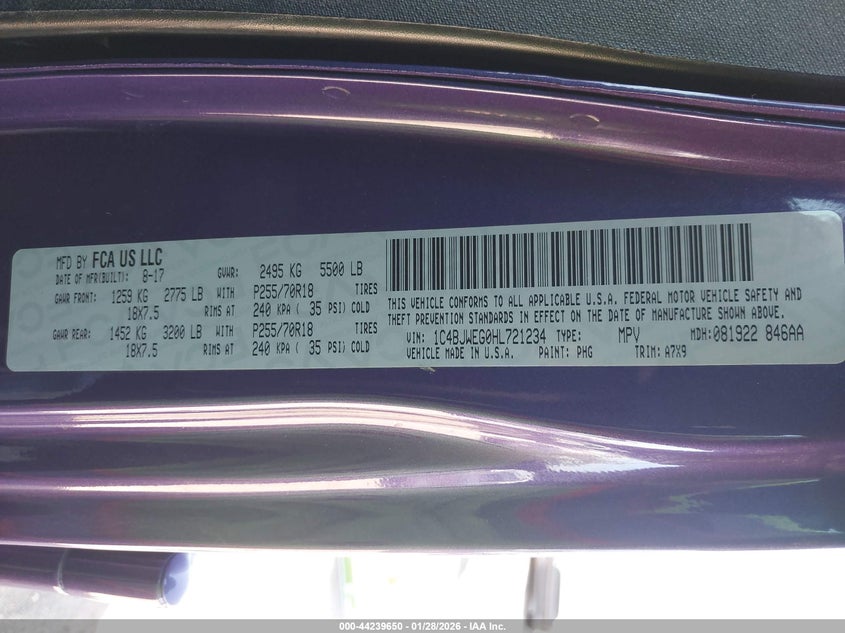 MFD BY FCA US LLC
DATE OF MFR(BUILT): 8-17 GVWR: 2495 KG 5500 LB
GAWR FRONT: 1259 KG 2775 LB WITH P255/70R18 TIRES
18X7.5 RIMS AT 240 KPA ( 35 PSI) COLD
GAWR REAR: 1452 KG 3200 LB WITH P255/70R18 TIRES
18X7.5 RIMS AT 240 KPA ( 35 PSI) COLD
THIS VEHICLE CONFORMS TO ALL APPLICABLE U.S.A. FEDERAL MOTOR VEHICLE SAFETY AND
THEFT PREVENTION STANDARDS IN EFFECT ON THE DATE OF MANUFACTURE SHOWN ABOVE.
VIN: 1C4BJWEG0HL721234 TYPE: MPV MDH: 081922 846AA
VEHICLE MADE IN U.S.A. PAINT: PHG TRIM: A7X9
000-44239650 | 01/28/2026 | IAA Inc.